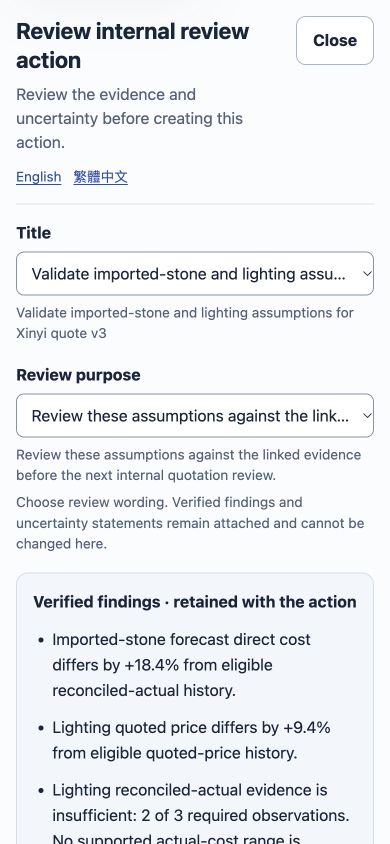 Review internal review
action
Close
Review the evidence and
uncertainty before creating this
action.
English 繁體中文
Title
Validate imported-stone and lighting assu...
Validate imported-stone and lighting assumptions for
Xinyi quote v3
Review purpose
Review these assumptions against the link...
Review these assumptions against the linked evidence
before the next internal quotation review.
Choose review wording. Verified findings and
uncertainty statements remain attached and cannot be
changed here.
Verified findings · retained with the action
• Imported-stone forecast direct cost
differs by +18.4% from eligible
reconciled-actual history.
• Lighting quoted price differs by +9.4%
from eligible quoted-price history.
• Lighting reconciled-actual evidence is
insufficient: 2 of 3 required observations.
No supported actual-cost range is